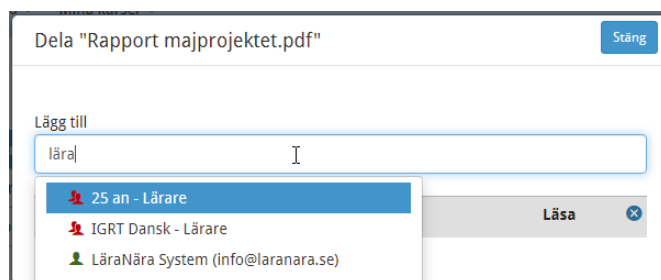 Dela "Rapport majprojektet.pdf"
Stäng
Lägg till
lära
25 an - Lärare
Läsa
IGRT Dansk - Lärare
LäraNära System (info@laranara.se)